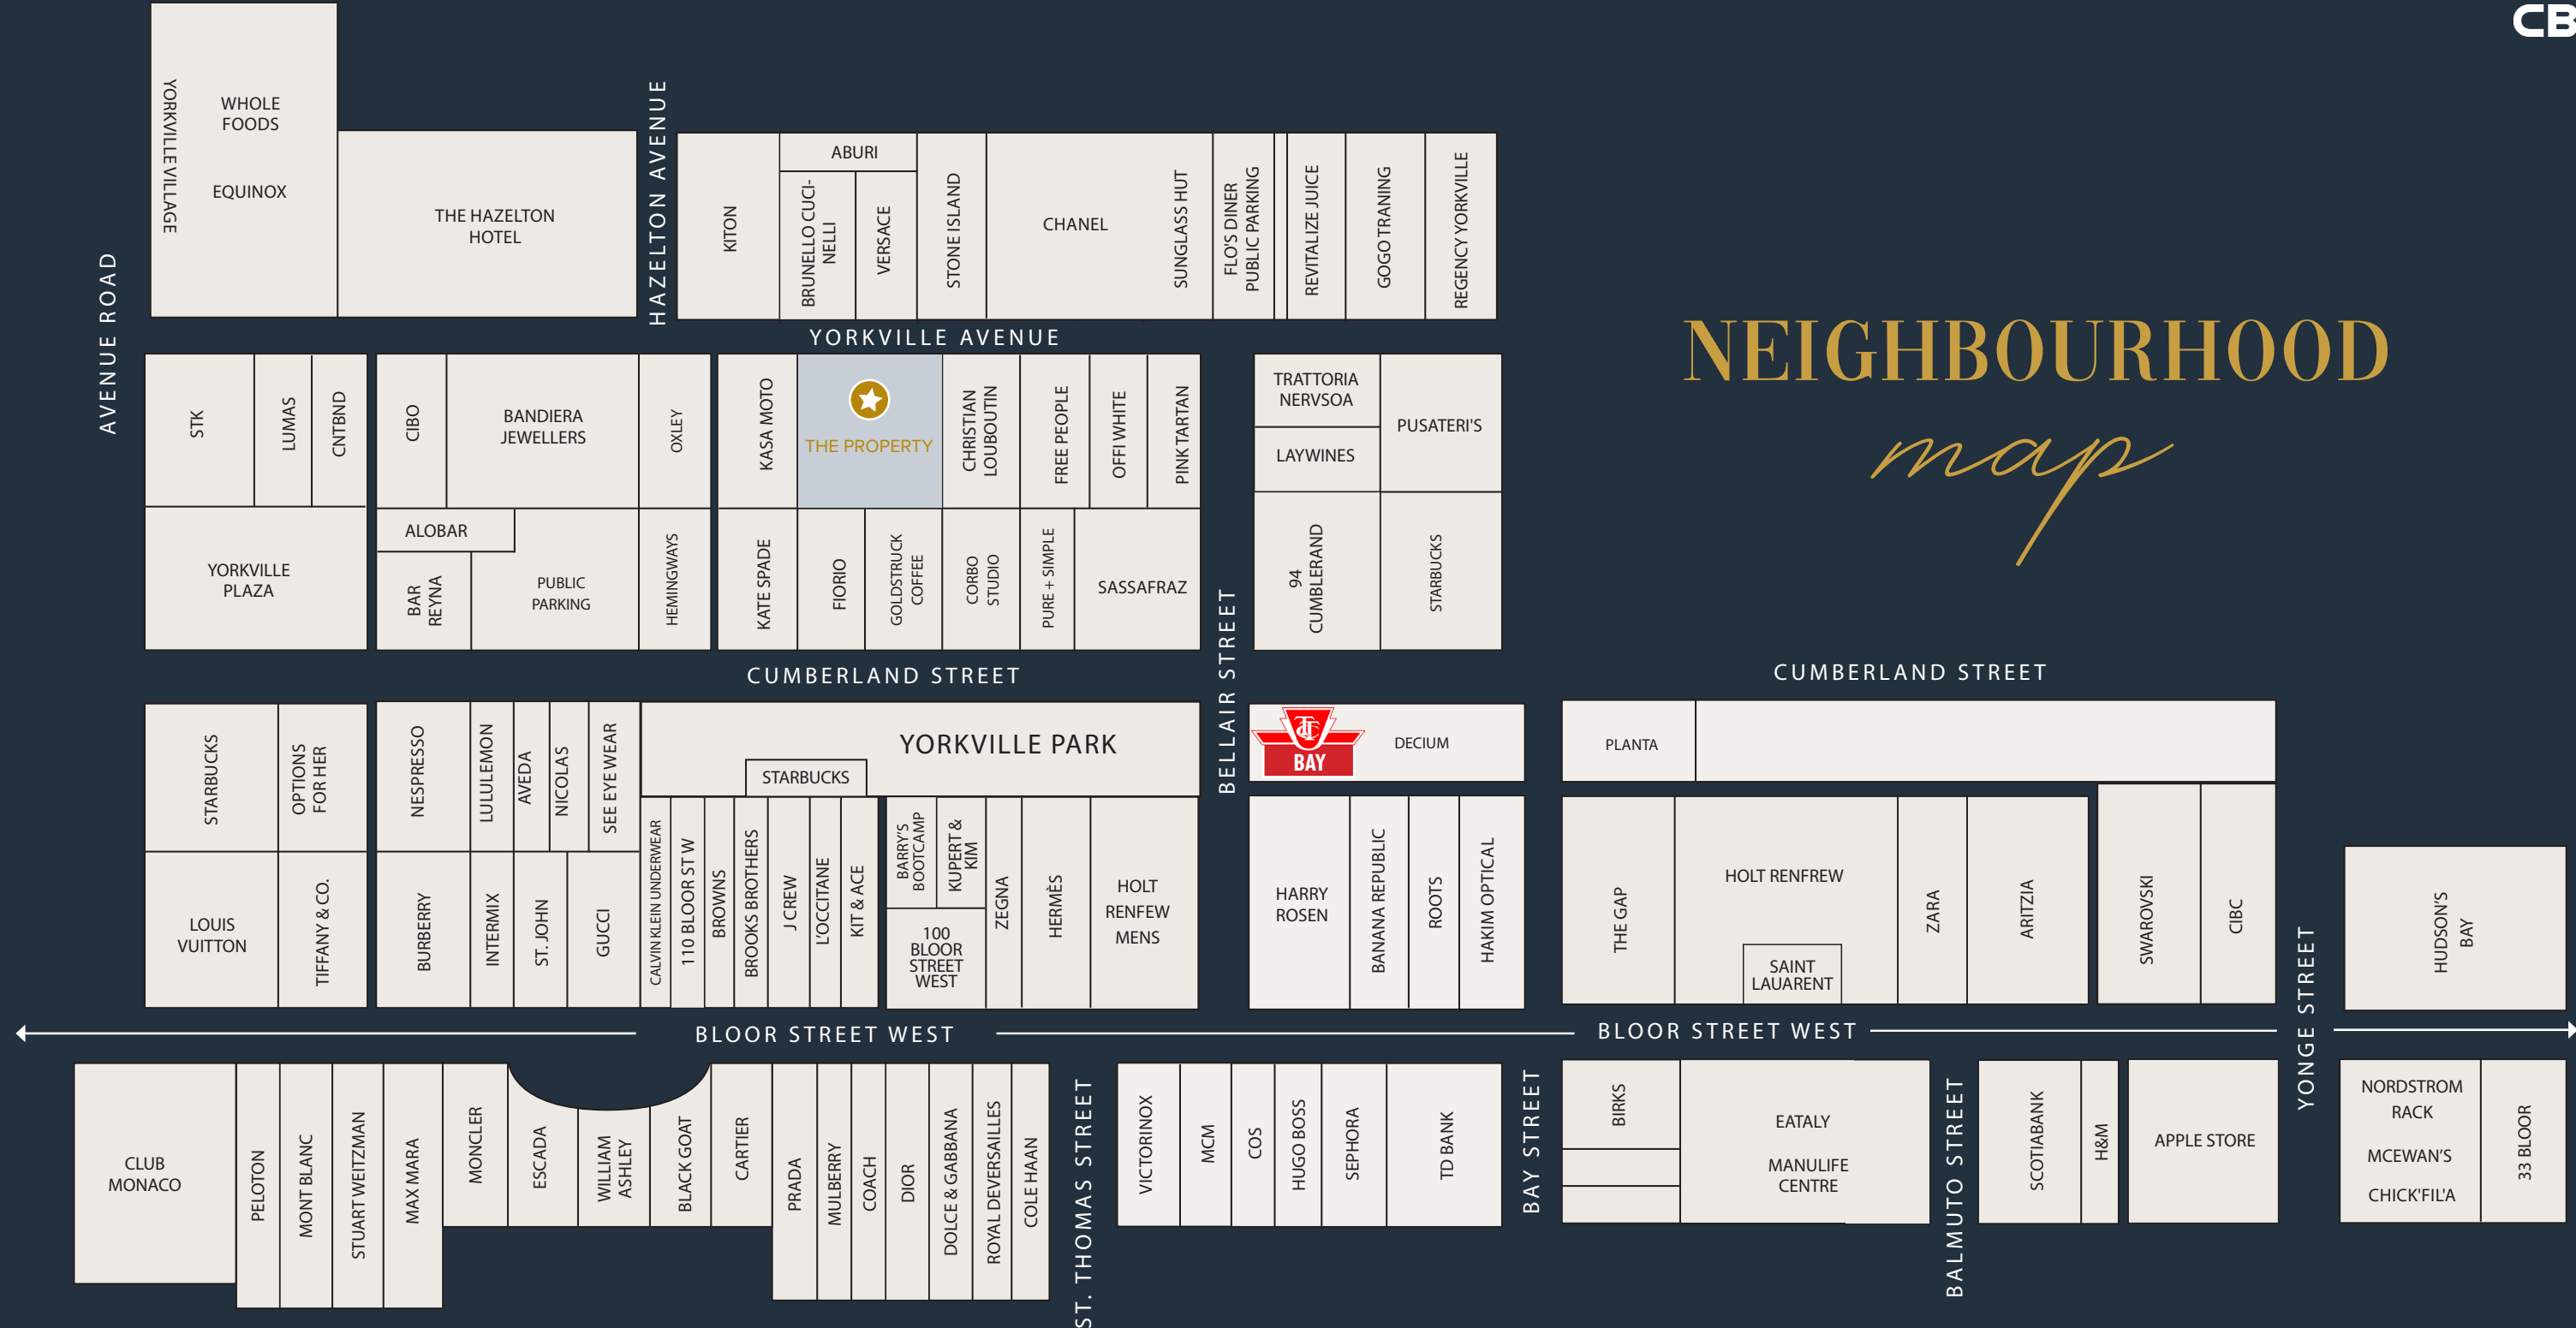 CB
YORKVILLE VILLAGE
WHOLE
FOODS
EQUINOX
THE HAZELTON
HOTEL
HAZELTON AVENUE
KITON
ABURI
BRUNELLO CUCI-
NELLI
VERSACE
STONE ISLAND
CHANEL
SUNGLASS HUT
FLO'S DINER
PUBLIC PARKING
REVITALIZE JUICE
GOGO TRAINING
REGENCY YORKVILLE
AVENUE ROAD
YORKVILLE AVENUE
NEIGHBOURHOOD
map
STK
LUMAS
CNTBND
CIBO
BANDIERA
JEWELLERS
OXLEY
KASA MOTO
THE PROPERTY
CHRISTIAN
LOUBOUTIN
FREE PEOPLE
OFFI WHITE
PINK TARTAN
TRATTORIA
NERVSOA
LAYWINES
PUSATERI'S
YORKVILLE
PLAZA
ALOBAR
BAR
REYNA
PUBLIC
PARKING
HEMINGWAYS
KATE SPADE
FIORIO
GOLDSTRUCK
COFFEE
CORBO
STUDIO
PURE + SIMPLE
SASSAFRAZ
BELLAIR STREET
94
CUMBLERAND
STARBUCKS
CUMBERLAND STREET
CUMBERLAND STREET
STARBUCKS
OPTIONS
FOR HER
NESPRESSO
LULULEMON
AVEDA
NICOLAS
SEE EYE WEAR
YORKVILLE PARK
STARBUCKS
TTC
BAY
DECIUM
PLANTA
LOUIS
VUITTON
TIFFANY & CO.
BURBERRY
INTERMIX
ST. JOHN
GUCCI
CALVIN KLEIN UNDERWEAR
110 BLOOR ST W
BROWNS
BROOKS BROTHERS
J CREW
L'OCCITANE
KIT & ACE
BARRY'S
BOOTCAMP
KUPERT &
KIM
100
BLOOR
STREET
WEST
ZEGNA
HERMÈS
HOLT
RENFEW
MENS
HARRY
ROSEN
BANANA REPUBLIC
ROOTS
HAKIM OPTICAL
THE GAP
HOLT RENFREW
SAINT
LAUARENT
ZARA
ARITZIA
SWAROVSKI
CIBC
YONGE STREET
HUDSON'S
BAY
BLOOR STREET WEST
BLOOR STREET WEST
CLUB
MONACO
PELOTON
MONT BLANC
STUART WEITZMAN
MAX MARA
MONCLER
ESCADA
WILLIAM
ASHLEY
BLACK GOAT
CARTIER
PRADA
MULBERRY
COACH
DIOR
DOLCE & GABBANA
ROYAL DEVERSAILLES
COLE HAAN
ST. THOMAS STREET
VICTORINOX
MCM
COS
HUGO BOSS
SEPHORA
TD BANK
BAY STREET
BIRKS
EATALY
MANULIFE
CENTRE
BALMUTO STREET
SCOTIABANK
H&M
APPLE STORE
NORDSTROM
RACK
MCEWAN'S
CHICK'FIL'A
33 BLOOR